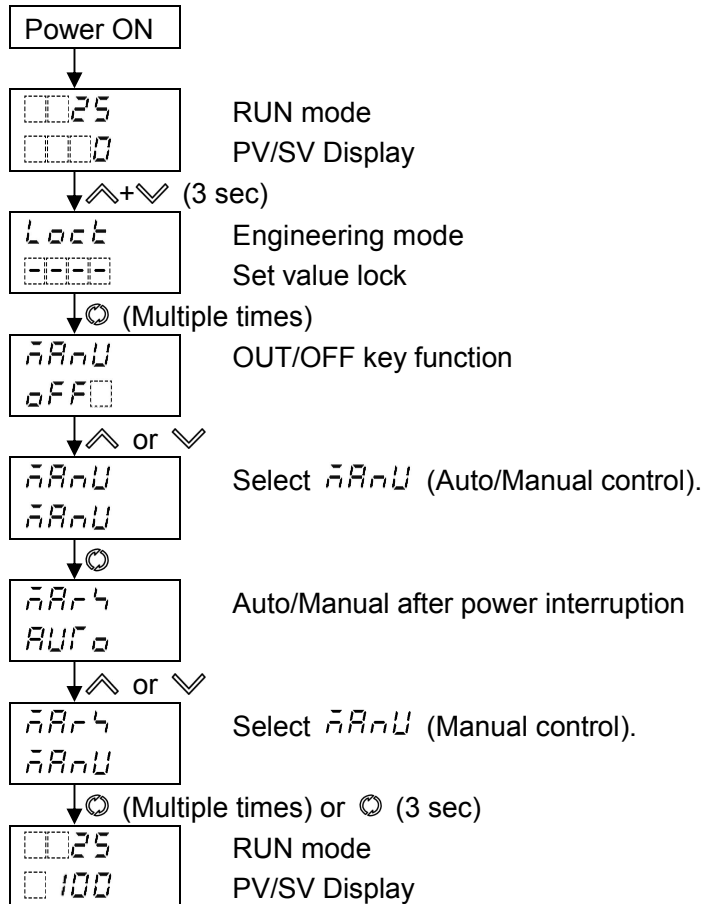 Power ON
25 RUN mode
0 PV/SV Display
+ (3 sec)
Lock Engineering mode
---- Set value lock
(Multiple times)
MAnU OUT/OFF key function
oFF
or
MAnU Select MAnU (Auto/Manual control).
MAnU
MAr4 Auto/Manual after power interruption
AUTo
or
MAr4 Select MAnU (Manual control).
MAnU
(Multiple times) or (3 sec)
25 RUN mode
100 PV/SV Display